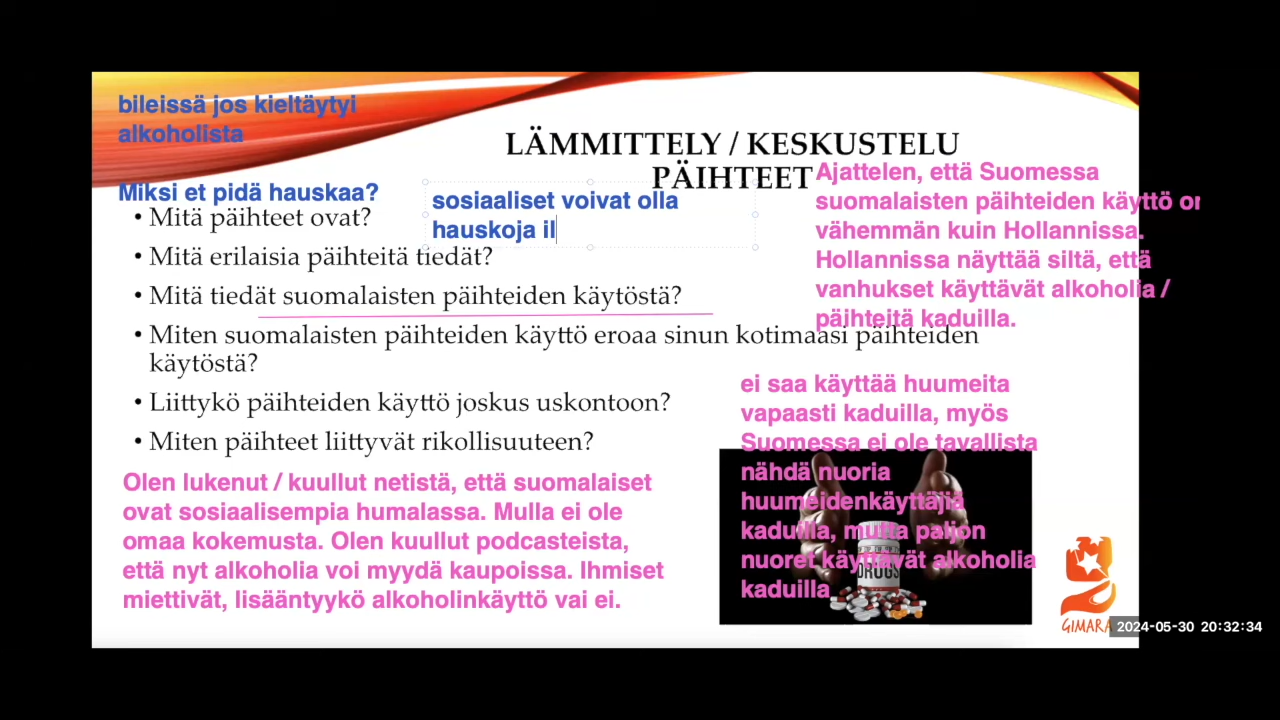 bileissä jos kieltäytyi
alkoholista
LÄMMITTELY / KESKUSTELU
PÄIHTEET
Miksi et pidä hauskaa?
sosiaaliset voivat olla
hauskoja il
Ajattelen, että Suomessa
suomalaisten päihteiden käyttö on
vähemmän kuin Hollannissa.
Hollannissa näyttää siltä, että
vanhukset käyttävät alkoholia /
päihteitä kaduilla.
• Mitä päihteet ovat?
• Mitä erilaisia päihteitä tiedät?
• Mitä tiedät suomalaisten päihteiden käytöstä?
• Miten suomalaisten päihteiden käyttö eroaa sinun kotimaasi päihteiden
käytöstä?
• Liittykö päihteiden käyttö joskus uskontoon?
• Miten päihteet liittyvät rikollisuuteen?
ei saa käyttää huumeita
vapaasti kaduilla, myös
Suomessa ei ole tavallista
nähdä nuoria
huumeidenkäyttäjiä
kaduilla, mutta paljon
nuoret käyttävät alkoholia
kaduilla
Olen lukenut / kuullut netistä, että suomalaiset
ovat sosiaalisempia humalassa. Mulla ei ole
omaa kokemusta. Olen kuullut podcasteista,
että nyt alkoholia voi myydä kaupoissa. Ihmiset
miettivät, lisääntyykö alkoholinkäyttö vai ei.
DRUGS
GIMARA
2024-05-30 20:32:34